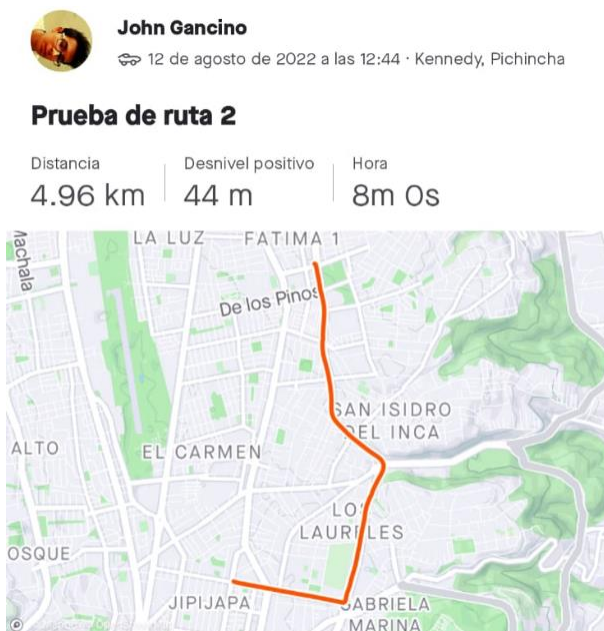 John Gancino
12 de agosto de 2022 a las 12:44 · Kennedy, Pichincha
Prueba de ruta 2
Distancia
Desnivel positivo
Hora
4.96 km
44 m
8m 0s
Machala
LA LUZ
FATIMA 1
De los Pinos
SAN ISIDRO
DEL INCA
ALTO
EL CARMEN
LOS
LAURELES
OSQUE
JIPIJAPA
GABRIELA
MARINA